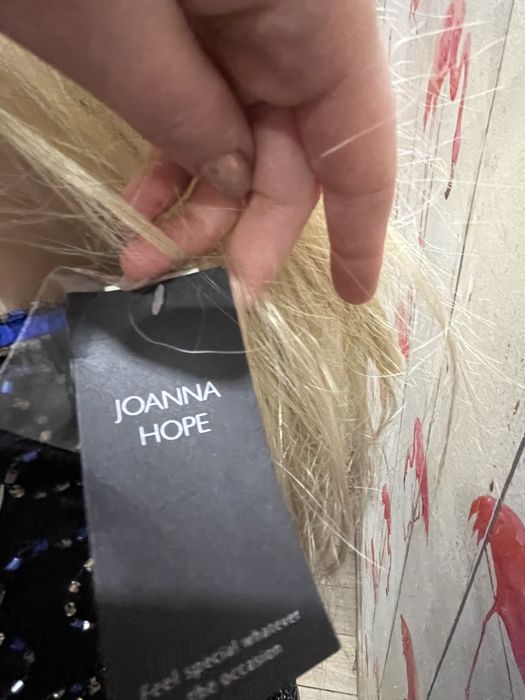 JOANNA
HOPE
Feel special whatever
the occasion